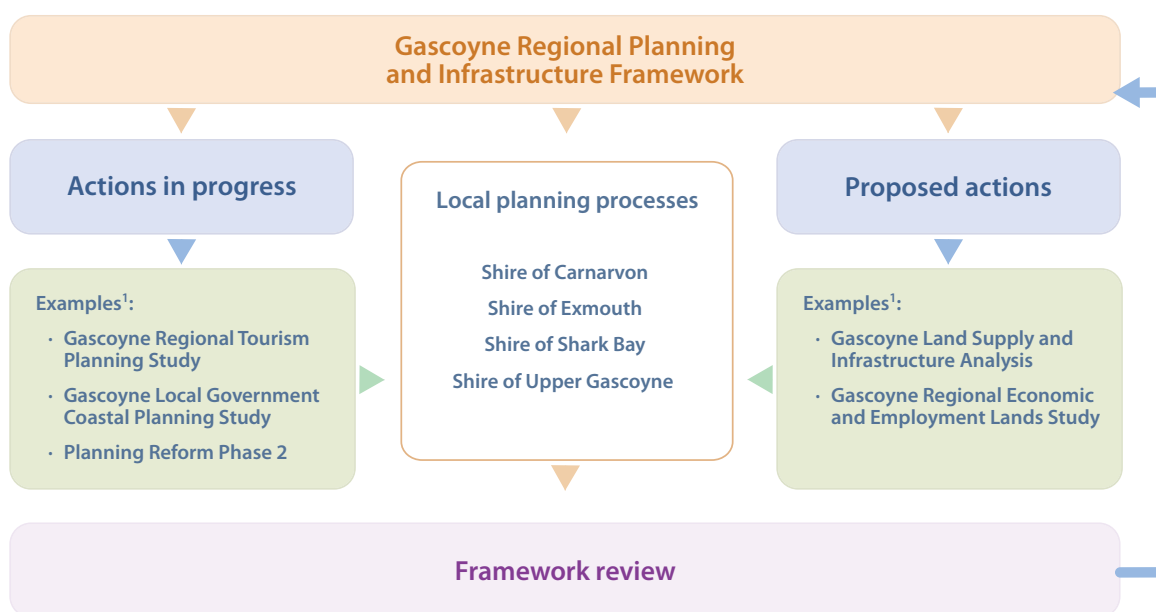 Gascoyne Regional Planning
and Infrastructure Framework
Actions in progress
Examples¹:
· Gascoyne Regional Tourism
Planning Study
· Gascoyne Local Government
Coastal Planning Study
· Planning Reform Phase 2
Local planning processes
Shire of Carnarvon
Shire of Exmouth
Shire of Shark Bay
Shire of Upper Gascoyne
Proposed actions
Examples¹:
· Gascoyne Land Supply and
Infrastructure Analysis
· Gascoyne Regional Economic
and Employment Lands Study
Framework review